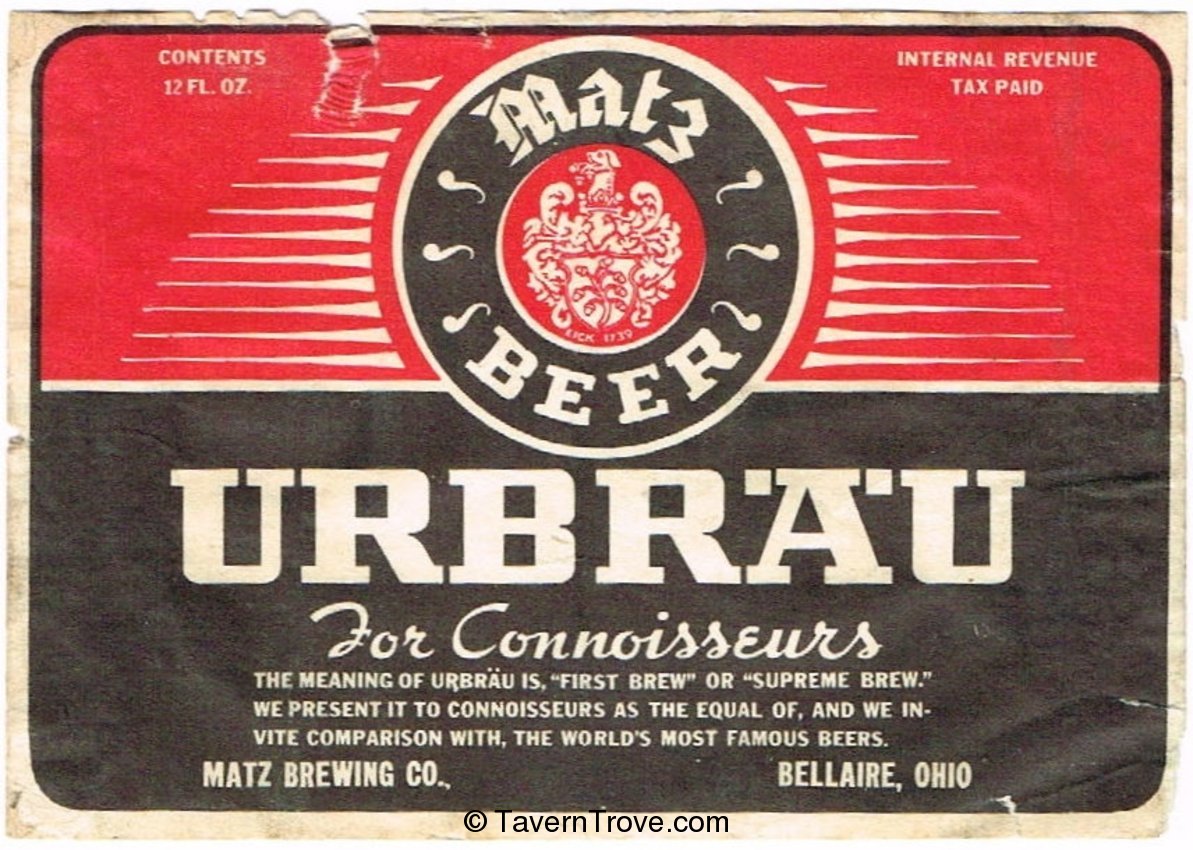 CONTENTS
12 FL. OZ.
INTERNAL REVENUE
TAX PAID
Matz
BEER
URBRÄU
For Connoisseurs
THE MEANING OF URBRÄU IS, "FIRST BREW" OR "SUPREME BREW."
WE PRESENT IT TO CONNOISSEURS AS THE EQUAL OF, AND WE IN-
VITE COMPARISON WITH, THE WORLD'S MOST FAMOUS BEERS.
MATZ BREWING CO., BELLAIRE, OHIO
© TavernTrove.com